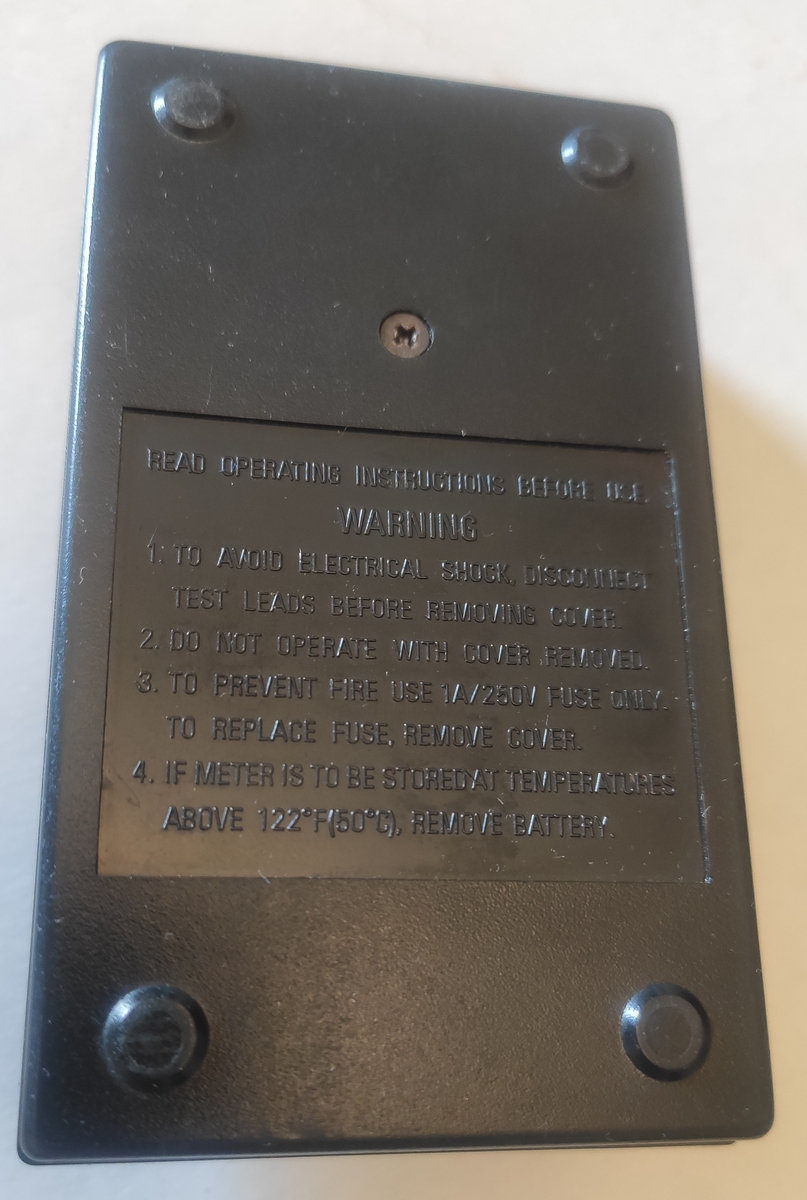 READ OPERATING INSTRUCTIONS BEFORE USE.
WARNING
1. TO AVOID ELECTRICAL SHOCK, DISCONNECT
TEST LEADS BEFORE REMOVING COVER.
2. DO NOT OPERATE WITH COVER REMOVED.
3. TO PREVENT FIRE USE 1A/250V FUSE ONLY.
TO REPLACE FUSE, REMOVE COVER.
4. IF METER IS TO BE STORED AT TEMPERATURES
ABOVE 122°F(50°C), REMOVE BATTERY.